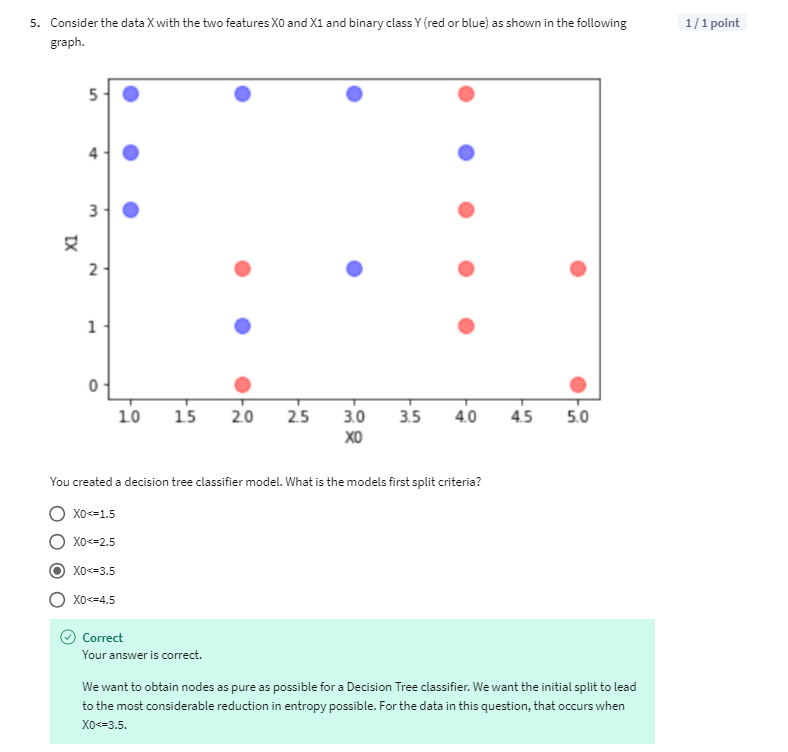 5. Consider the data X with the two features X0 and X1 and binary class Y (red or blue) as shown in the following
graph.
1 / 1 point
5
4
3
2
1
0
X1
1.0 1.5 2.0 2.5 3.0 3.5 4.0 4.5 5.0
X0
You created a decision tree classifier model. What is the models first split criteria?
X0<=1.5
X0<=2.5
X0<=3.5
X0<=4.5
Correct
Your answer is correct.
We want to obtain nodes as pure as possible for a Decision Tree classifier. We want the initial split to lead
to the most considerable reduction in entropy possible. For the data in this question, that occurs when
X0<=3.5.